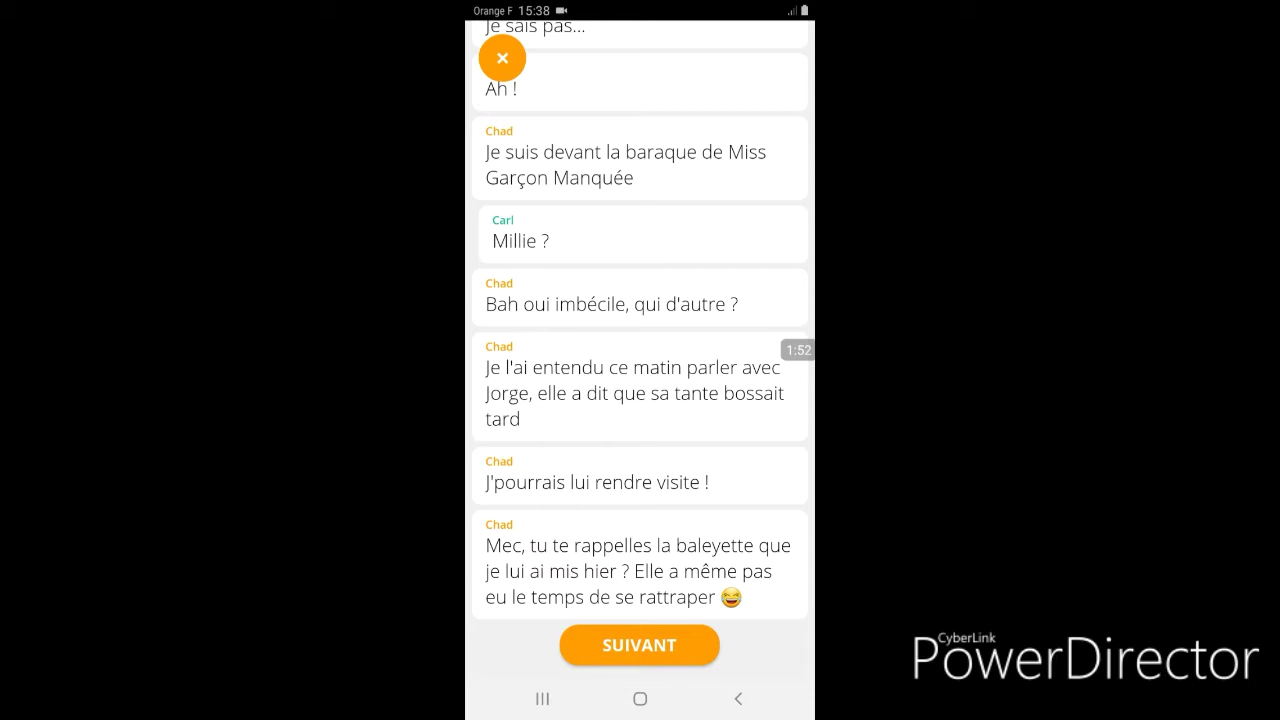 Orange F 15:38
Je sais pas...
×
Ah !
Chad
Je suis devant la baraque de Miss
Garçon Manquée
Carl
Millie ?
Chad
Bah oui imbécile, qui d'autre ?
Chad
1:52
Je l'ai entendu ce matin parler avec
Jorge, elle a dit que sa tante bossait
tard
Chad
J'pourrais lui rendre visite !
Chad
Mec, tu te rappelles la baleyette que
je lui ai mis hier ? Elle a même pas
eu le temps de se rattraper 😆
SUIVANT
CyberLink
PowerDirector